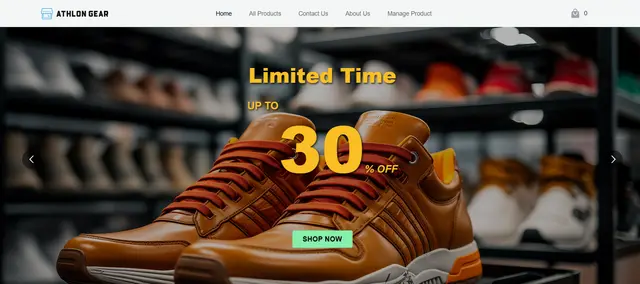 ATHLON GEAR
Home
All Products
Contact Us
About Us
Manage Product
0
Limited Time
UP TO
30
% OFF
SHOP NOW